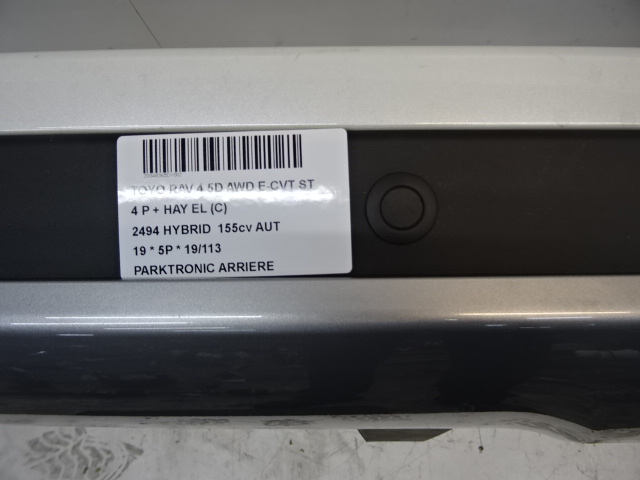 TOYO RAV 4 5D AWD E-CVT ST
4 P + HAY EL (C)
2494 HYBRID 155cv AUT
19 * 5P * 19/113
PARKTRONIC ARRIERE